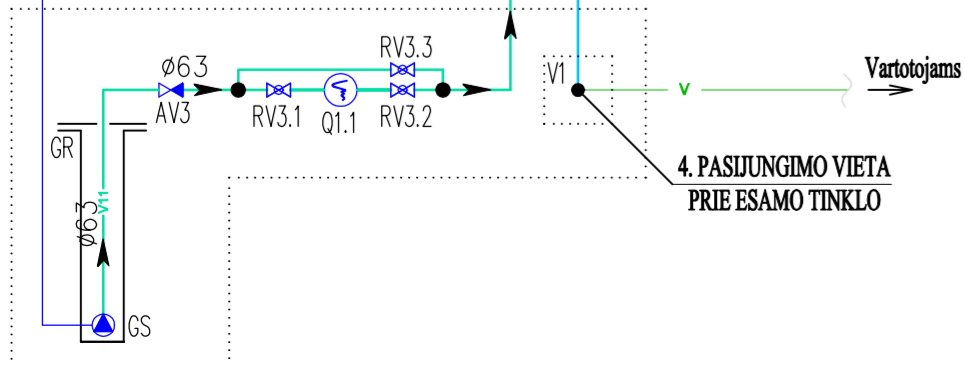 RV3.3
Ø63
V1
Vartotojams
AV3
RV3.1
Q1.1
RV3.2
V
GR
4. PASIJUNGIMO VIETA
PRIE ESAMO TINKLO
V11
Ø63
GS